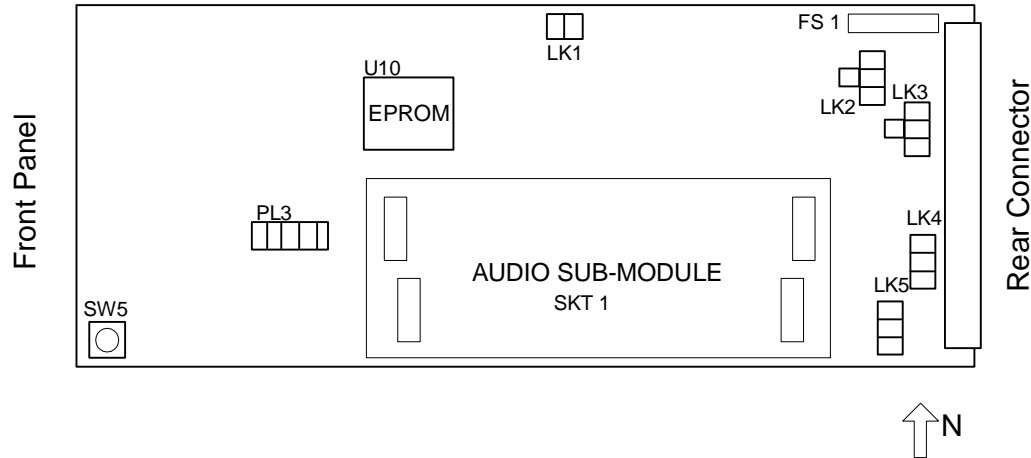 FS 1
LK1
U10
EPROM
LK2
LK3
Front Panel
Rear Connector
PL3
LK4
AUDIO SUB-MODULE
SKT 1
LK5
SW5
N